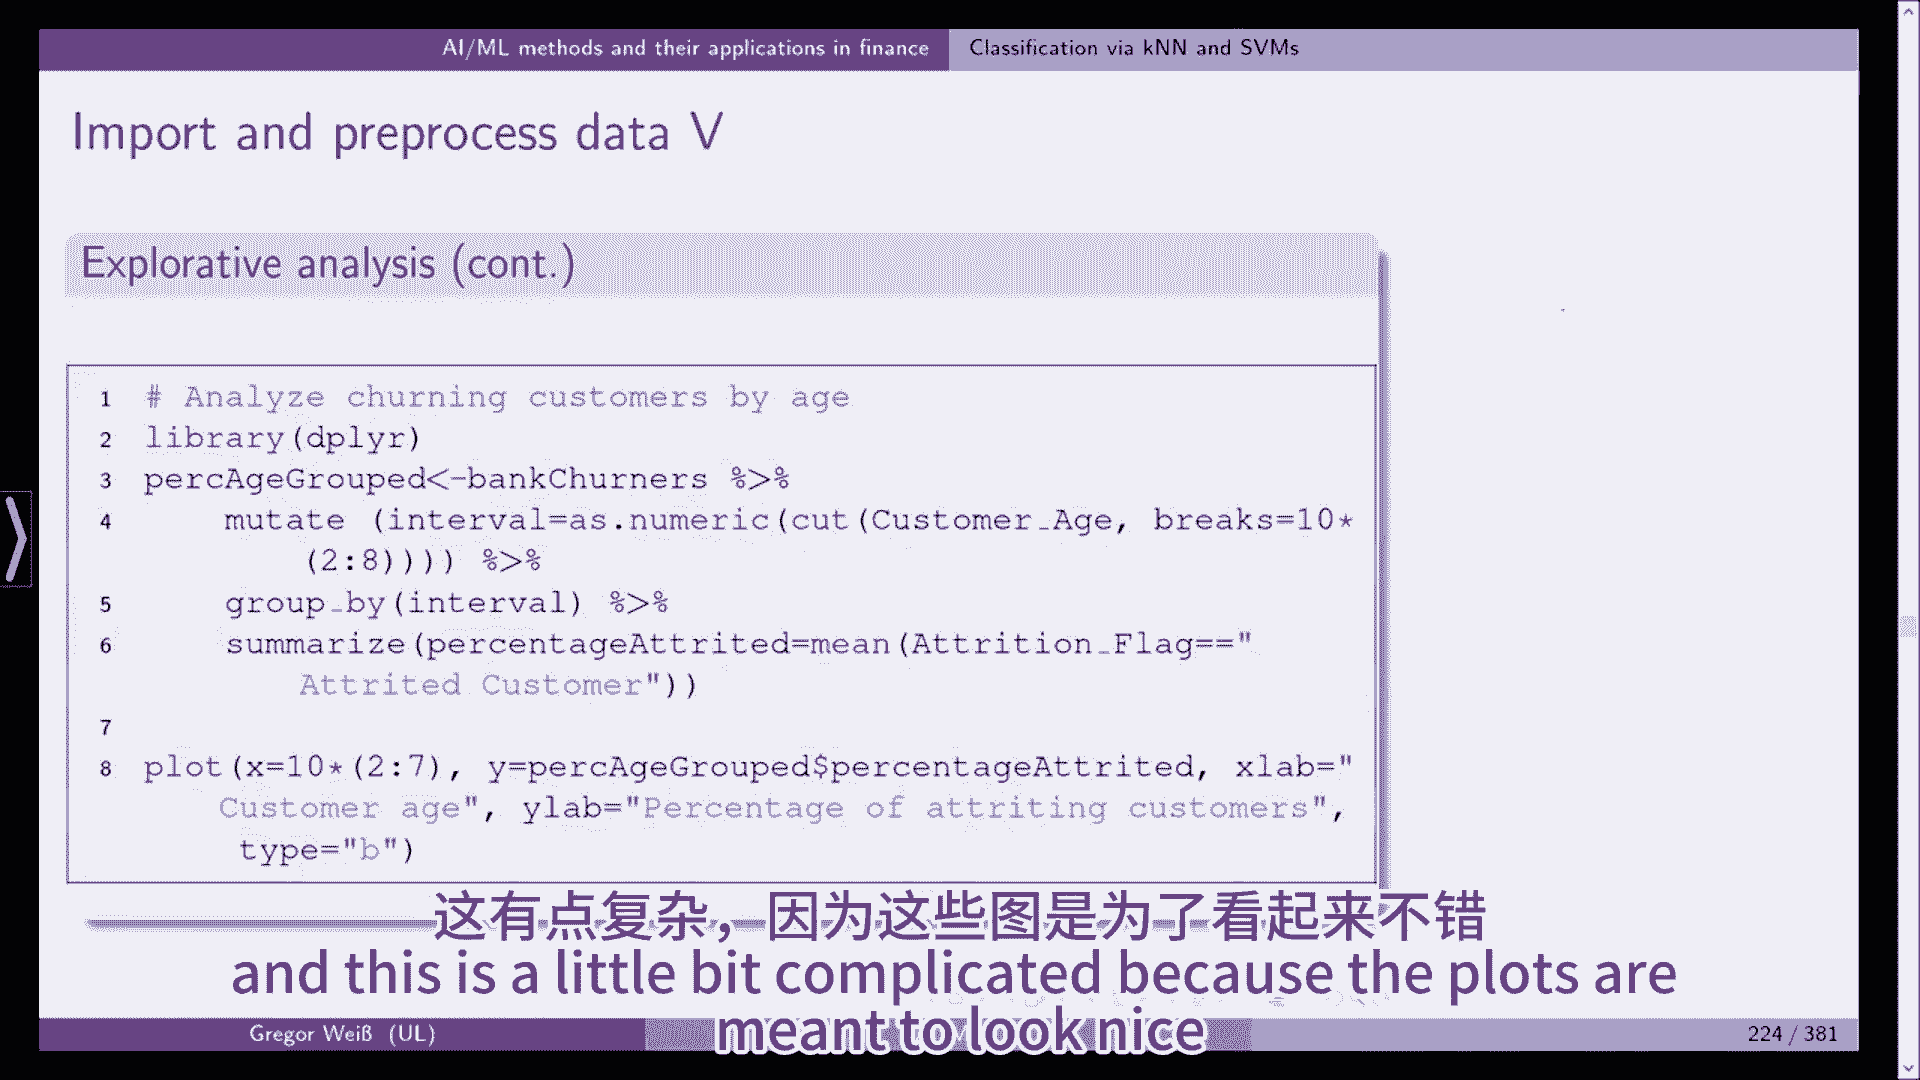 AI/ML methods and their applications in finance
Classification via kNN and SVMs
Import and preprocess data V
Explorative analysis (cont.)
1 # Analyze churning customers by age
2 library(dplyr)
3 percAgeGrouped<-bankChurners %>%
4 mutate (interval=as.numeric(cut(Customer_Age, breaks=10*
(2:8)))) %>%
5 group_by(interval) %>%
6 summarize(percentageAttrited=mean(Attrition_Flag=="
Attrited Customer"))
7
8 plot(x=10*(2:7), y=percAgeGrouped$percentageAttrited, xlab="
Customer age", ylab="Percentage of attriting customers",
type="b")
这有点复杂，因为这些图是为了看起来不错
and this is a little bit complicated because the plots are
meant to look nice
Gregor Weiß (UL)
224 / 381